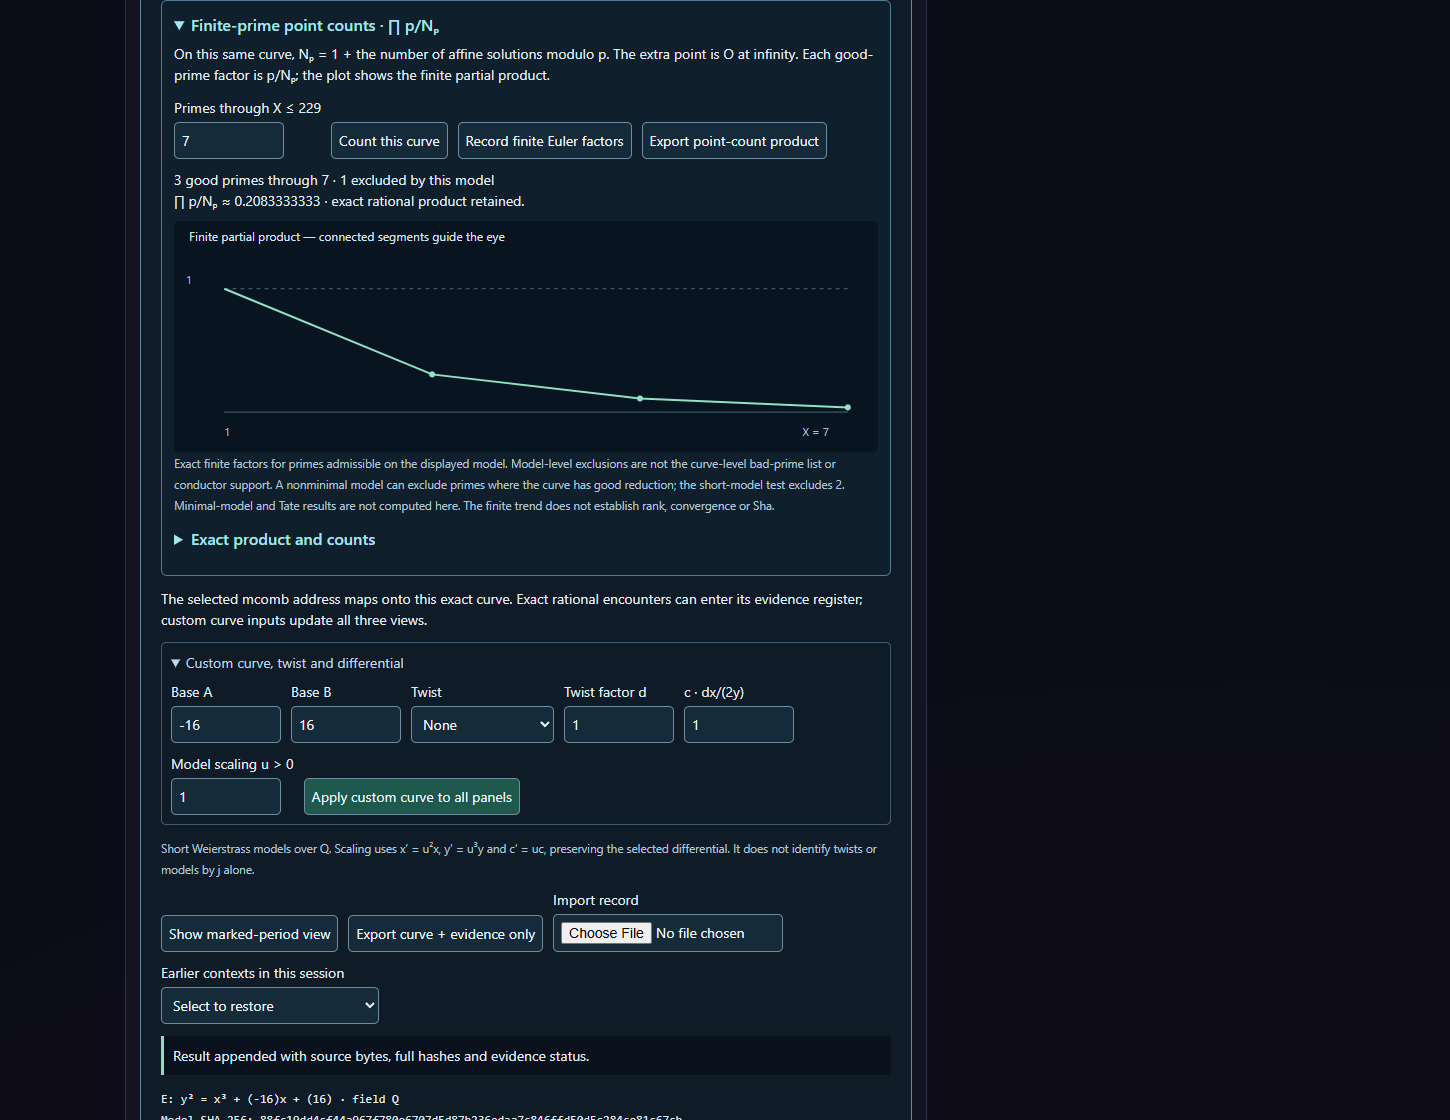 ▼ Finite-prime point counts · ∏ p/Nₚ
On this same curve, Nₚ = 1 + the number of affine solutions modulo p. The extra point is O at infinity. Each good-
prime factor is p/Nₚ; the plot shows the finite partial product.
Primes through X ≤ 229
7 Count this curve Record finite Euler factors Export point-count product
3 good primes through 7 · 1 excluded by this model
∏ p/Nₚ ≈ 0.2083333333 · exact rational product retained.
Finite partial product — connected segments guide the eye
1
1 X = 7
Exact finite factors for primes admissible on the displayed model. Model-level exclusions are not the curve-level bad-prime list or
conductor support. A nonminimal model can exclude primes where the curve has good reduction; the short-model test excludes 2.
Minimal-model and Tate results are not computed here. The finite trend does not establish rank, convergence or Sha.
▶ Exact product and counts
The selected mcomb address maps onto this exact curve. Exact rational encounters can enter its evidence register;
custom curve inputs update all three views.
▼ Custom curve, twist and differential
Base A Base B Twist Twist factor d c · dx/(2y)
-16 16 None 1 1
Model scaling u > 0
1 Apply custom curve to all panels
Short Weierstrass models over Q. Scaling uses x′ = u²x, y′ = u³y and c′ = uc, preserving the selected differential. It does not identify twists or
models by j alone.
Import record
Show marked-period view Export curve + evidence only Choose File No file chosen
Earlier contexts in this session
Select to restore
Result appended with source bytes, full hashes and evidence status.
E: y² = x³ + (-16)x + (16) · field Q